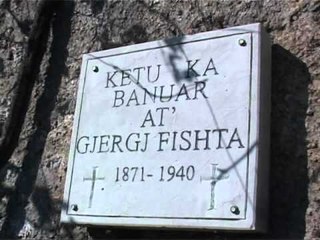 KETU KA
BANUAR
AT'
GJERGJ FISHTA
1871-1940